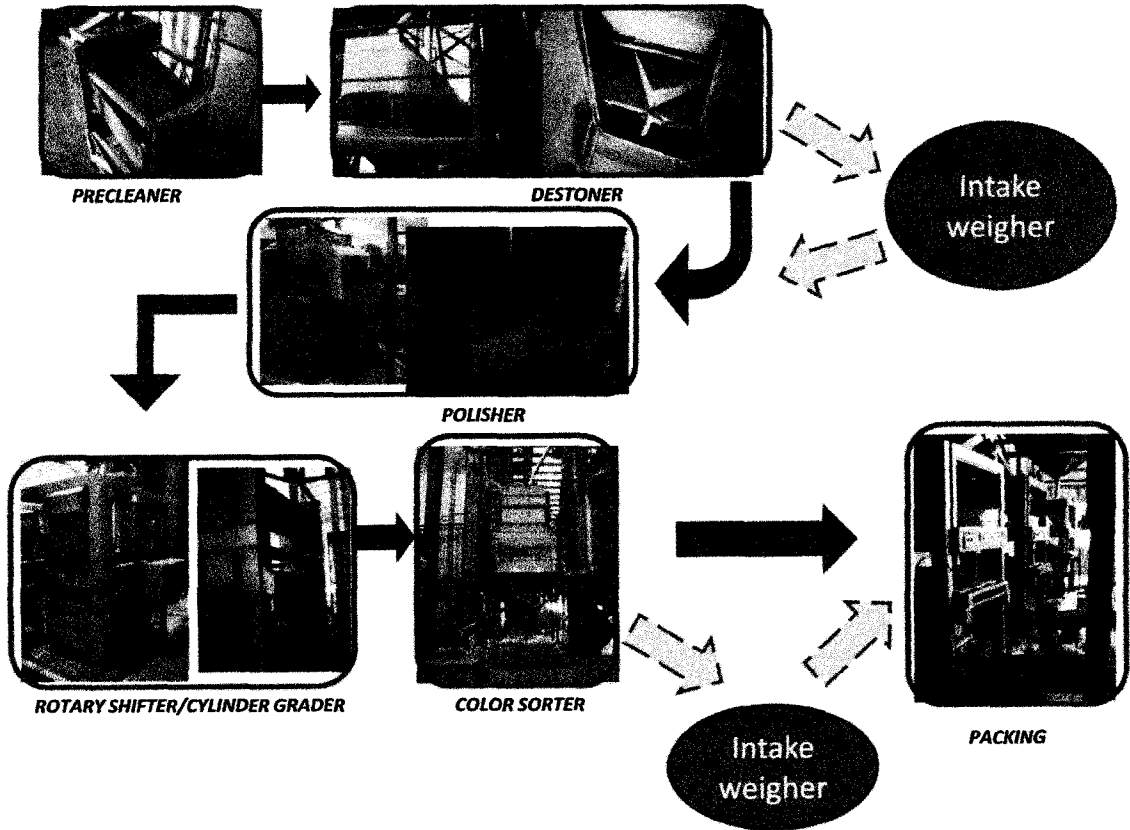 PRECLEANER
DESTONER
Intake
weigher
POLISHER
ROTARY SHIFTER/CYLINDER GRADER
COLOR SORTER
PACKING
Intake
weigher